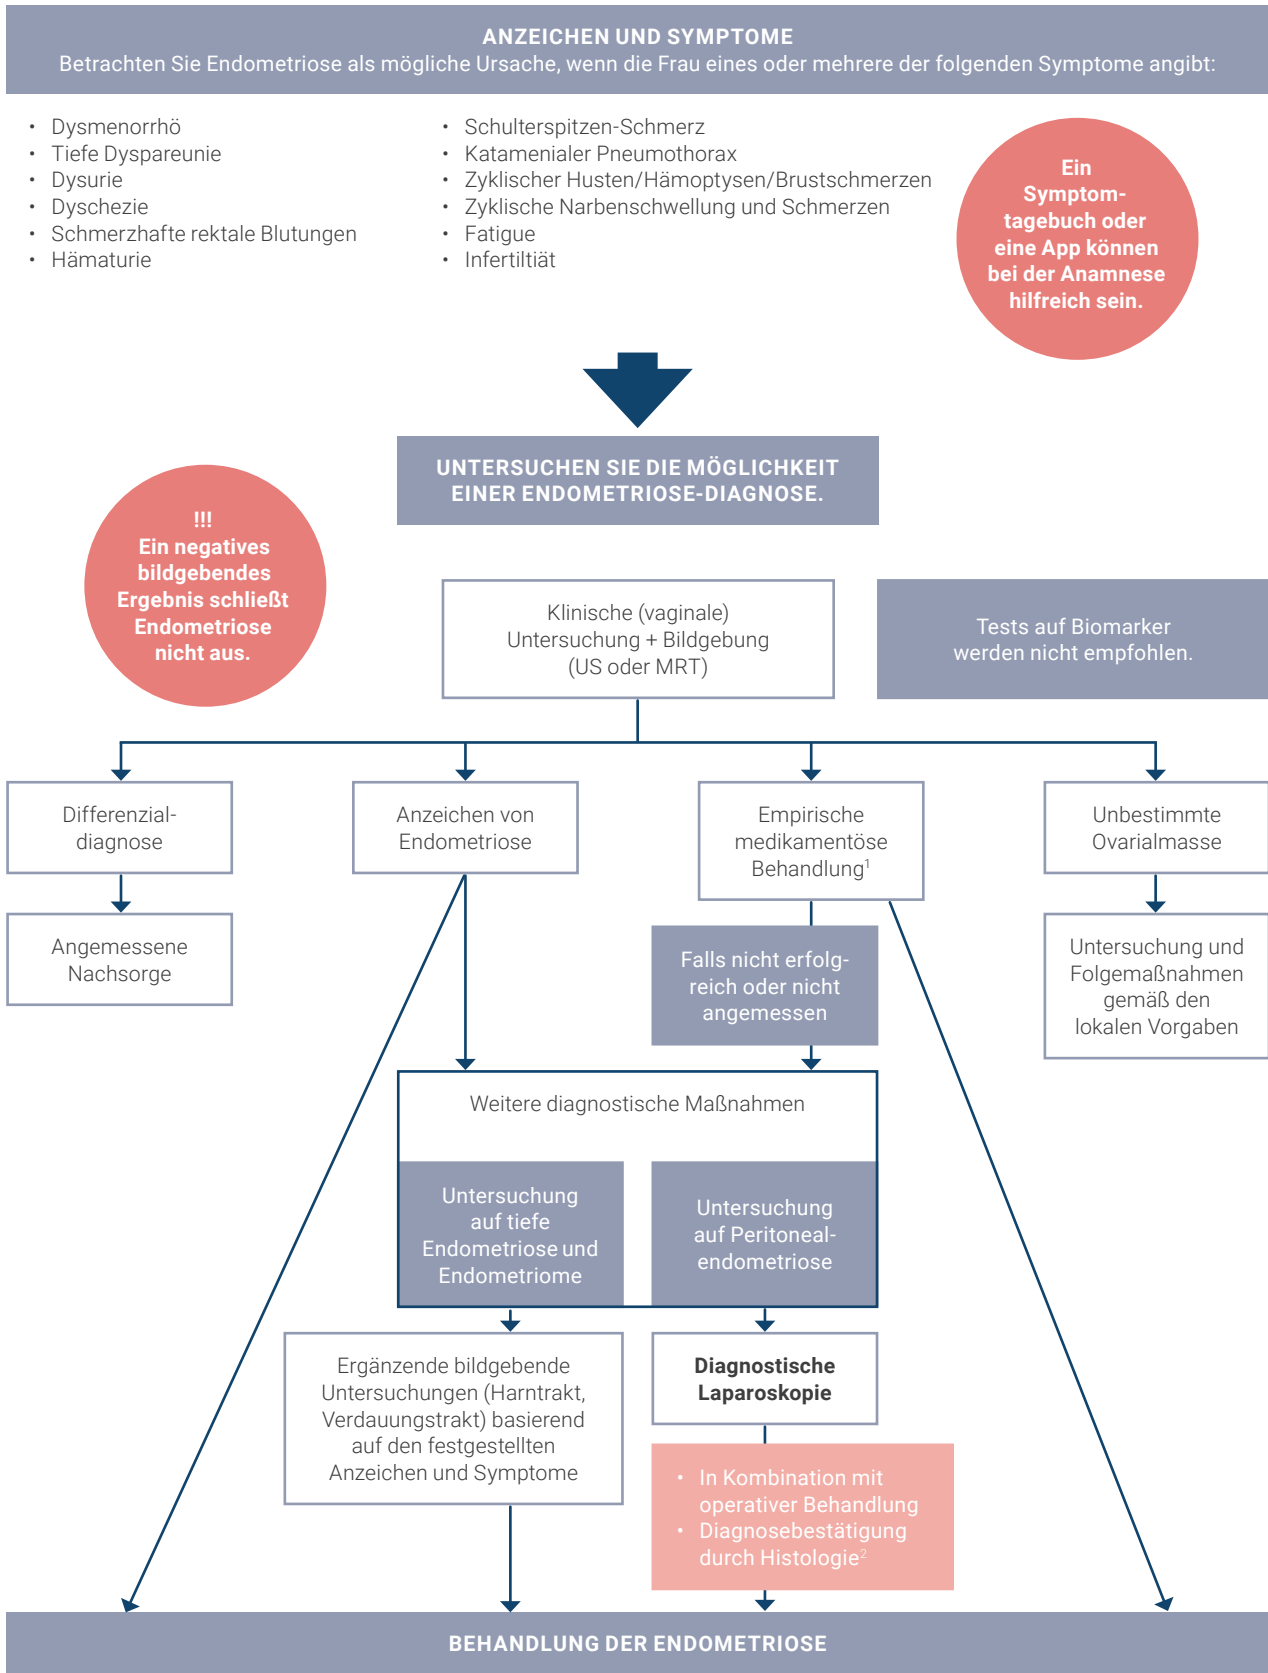 ANZEICHEN UND SYMPTOME
Betrachten Sie Endometriose als mögliche Ursache, wenn die Frau eines oder mehrere der folgenden Symptome angibt:
• Dysmenorrhö
• Tiefe Dyspareunie
• Dysurie
• Dyschezie
• Schmerzhafte rektale Blutungen
• Hämaturie
• Schulterspitzen-Schmerz
• Katamenialer Pneumothorax
• Zyklischer Husten/Hämoptysen/Brustschmerzen
• Zyklische Narbenschwellung und Schmerzen
• Fatigue
• Infertiltiät
Ein
Symptom-
tagebuch oder
eine App können
bei der Anamnese
hilfreich sein.
UNTERSUCHEN SIE DIE MÖGLICHKEIT
EINER ENDOMETRIOSE-DIAGNOSE.
!!!
Ein negatives
bildgebendes
Ergebnis schließt
Endometriose
nicht aus.
Klinische (vaginale)
Untersuchung + Bildgebung
(US oder MRT)
Tests auf Biomarker
werden nicht empfohlen.
Differenzial-
diagnose
Anzeichen von
Endometriose
Empirische
medikamentöse
Behandlung¹
Unbestimmte
Ovarialmasse
Angemessene
Nachsorge
Falls nicht erfolg-
reich oder nicht
angemessen
Untersuchung und
Folgemaßnahmen
gemäß den
lokalen Vorgaben
Weitere diagnostische Maßnahmen
Untersuchung
auf tiefe
Endometriose und
Endometriome
Untersuchung
auf Peritoneal-
endometriose
Ergänzende bildgebende
Untersuchungen (Harntrakt,
Verdauungstrakt) basierend
auf den festgestellten
Anzeichen und Symptome
Diagnostische
Laparoskopie
• In Kombination mit
operativer Behandlung
• Diagnosebestätigung
durch Histologie²
BEHANDLUNG DER ENDOMETRIOSE